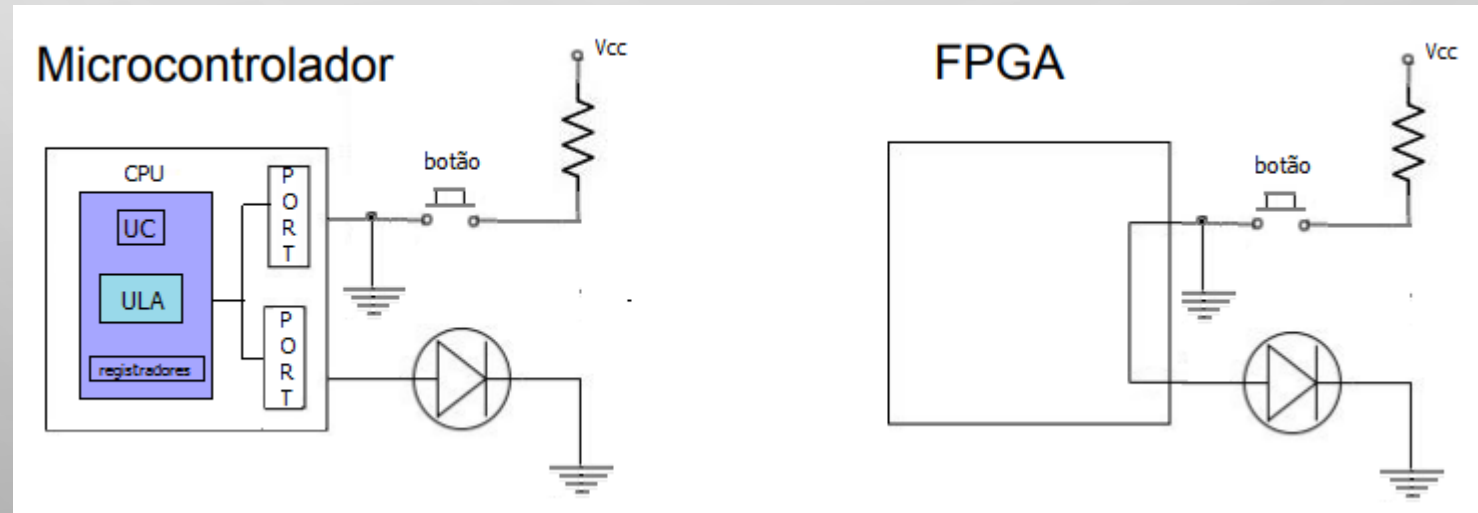 Microcontrolador
Vcc
CPU
UC
ULA
registradores
P
O
R
T
P
O
R
T
botão
FPGA
Vcc
botão